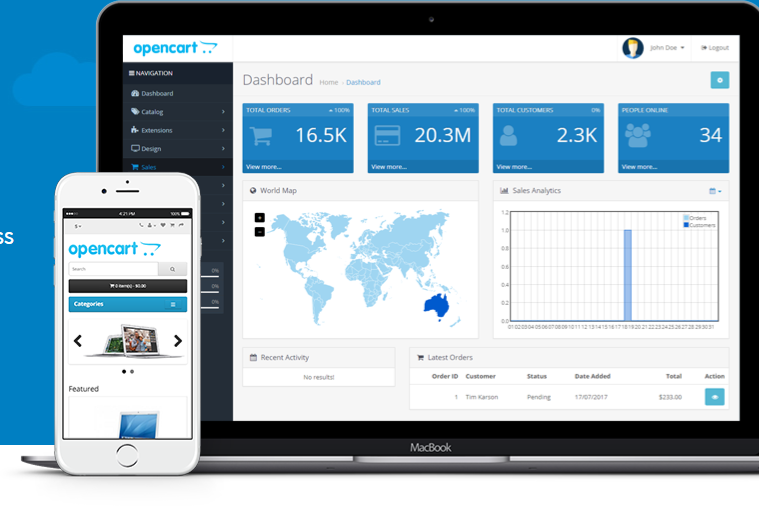 opencart
John Doe
Logout
NAVIGATION
Dashboard
Catalog
Extensions
Design
Sales
0%
0%
0%
Dashboard Home › Dashboard
TOTAL ORDERS 100%
16.5K
View more...
TOTAL SALES 100%
20.3M
View more...
TOTAL CUSTOMERS 0%
2.3K
View more...
PEOPLE ONLINE
34
View more...
World Map
+
−
Sales Analytics
Orders
Customers
1.2
1.0
0.8
0.6
0.4
0.2
0.0
01 02 03 04 05 06 07 08 09 10 11 12 13 14 15 16 17 18 19 20 21 22 23 24 25 26 27 28 29 30 31
Recent Activity
No results!
Latest Orders
Order ID Customer Status Date Added Total Action
1 Tim Karson Pending 17/07/2017 $233.00
MacBook
ss
4:21 PM 100%
$
opencart
Search
0 item(s) - $0.00
Categories
Featured